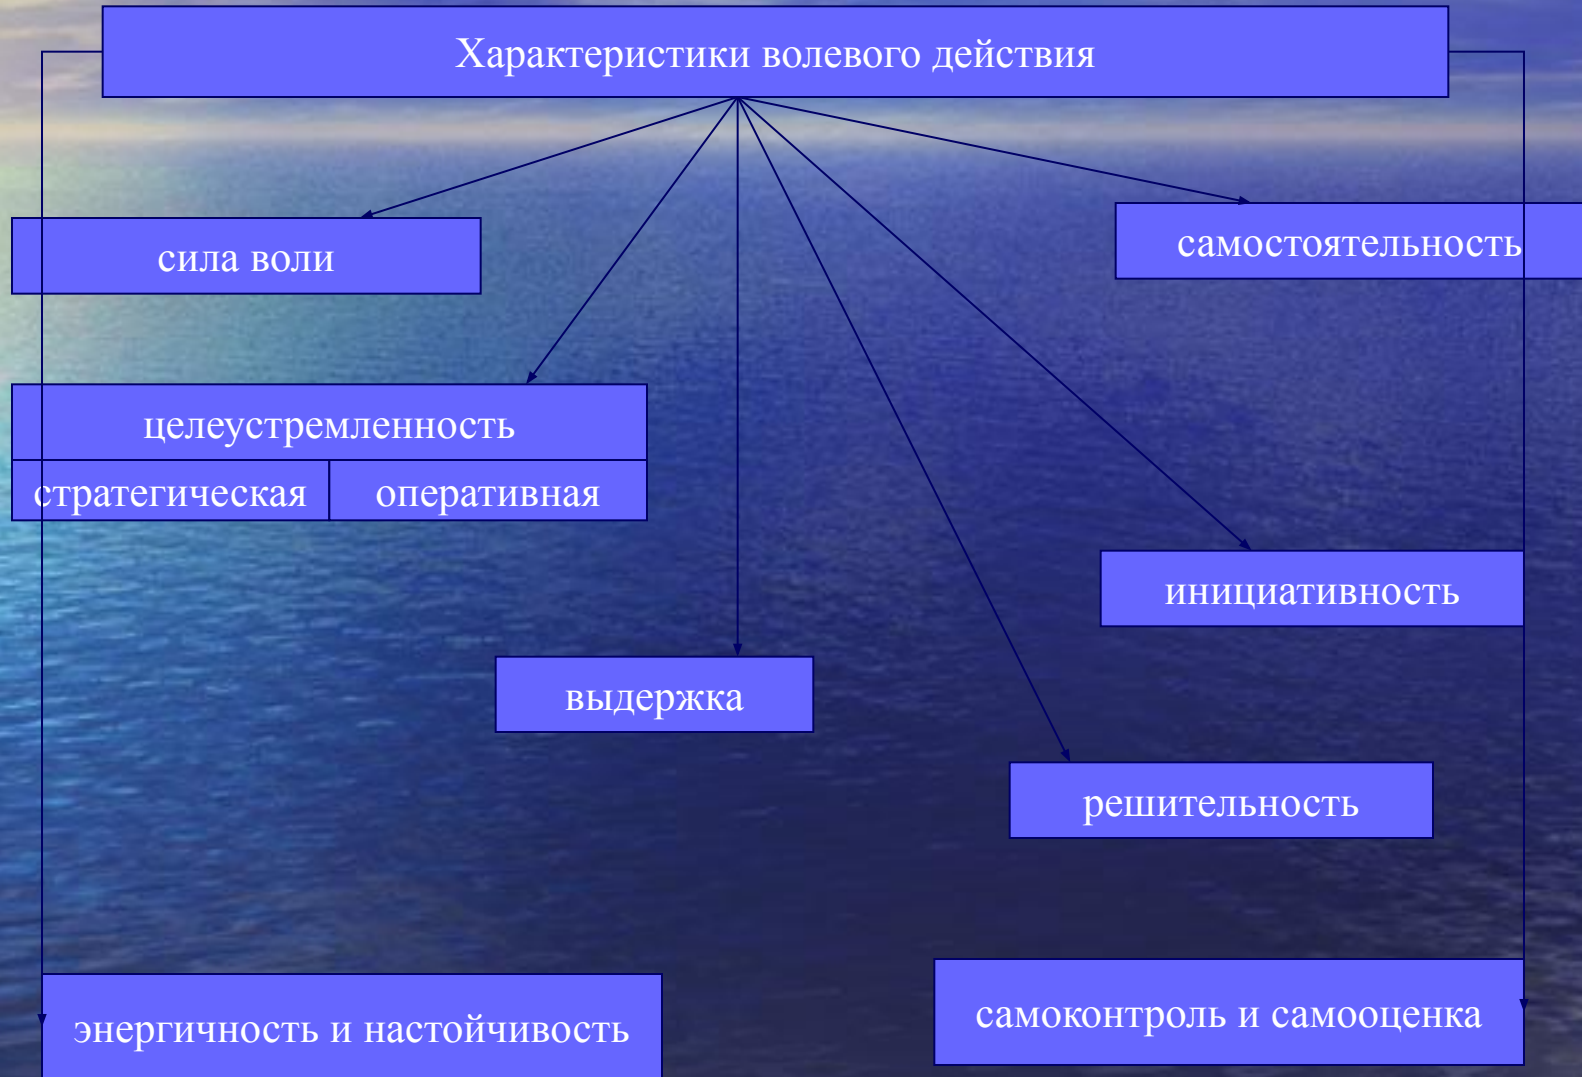 Характеристики волевого действия
сила воли
самостоятельность
целеустремленность
стратегическая
оперативная
инициативность
выдержка
решительность
энергичность и настойчивость
самоконтроль и самооценка